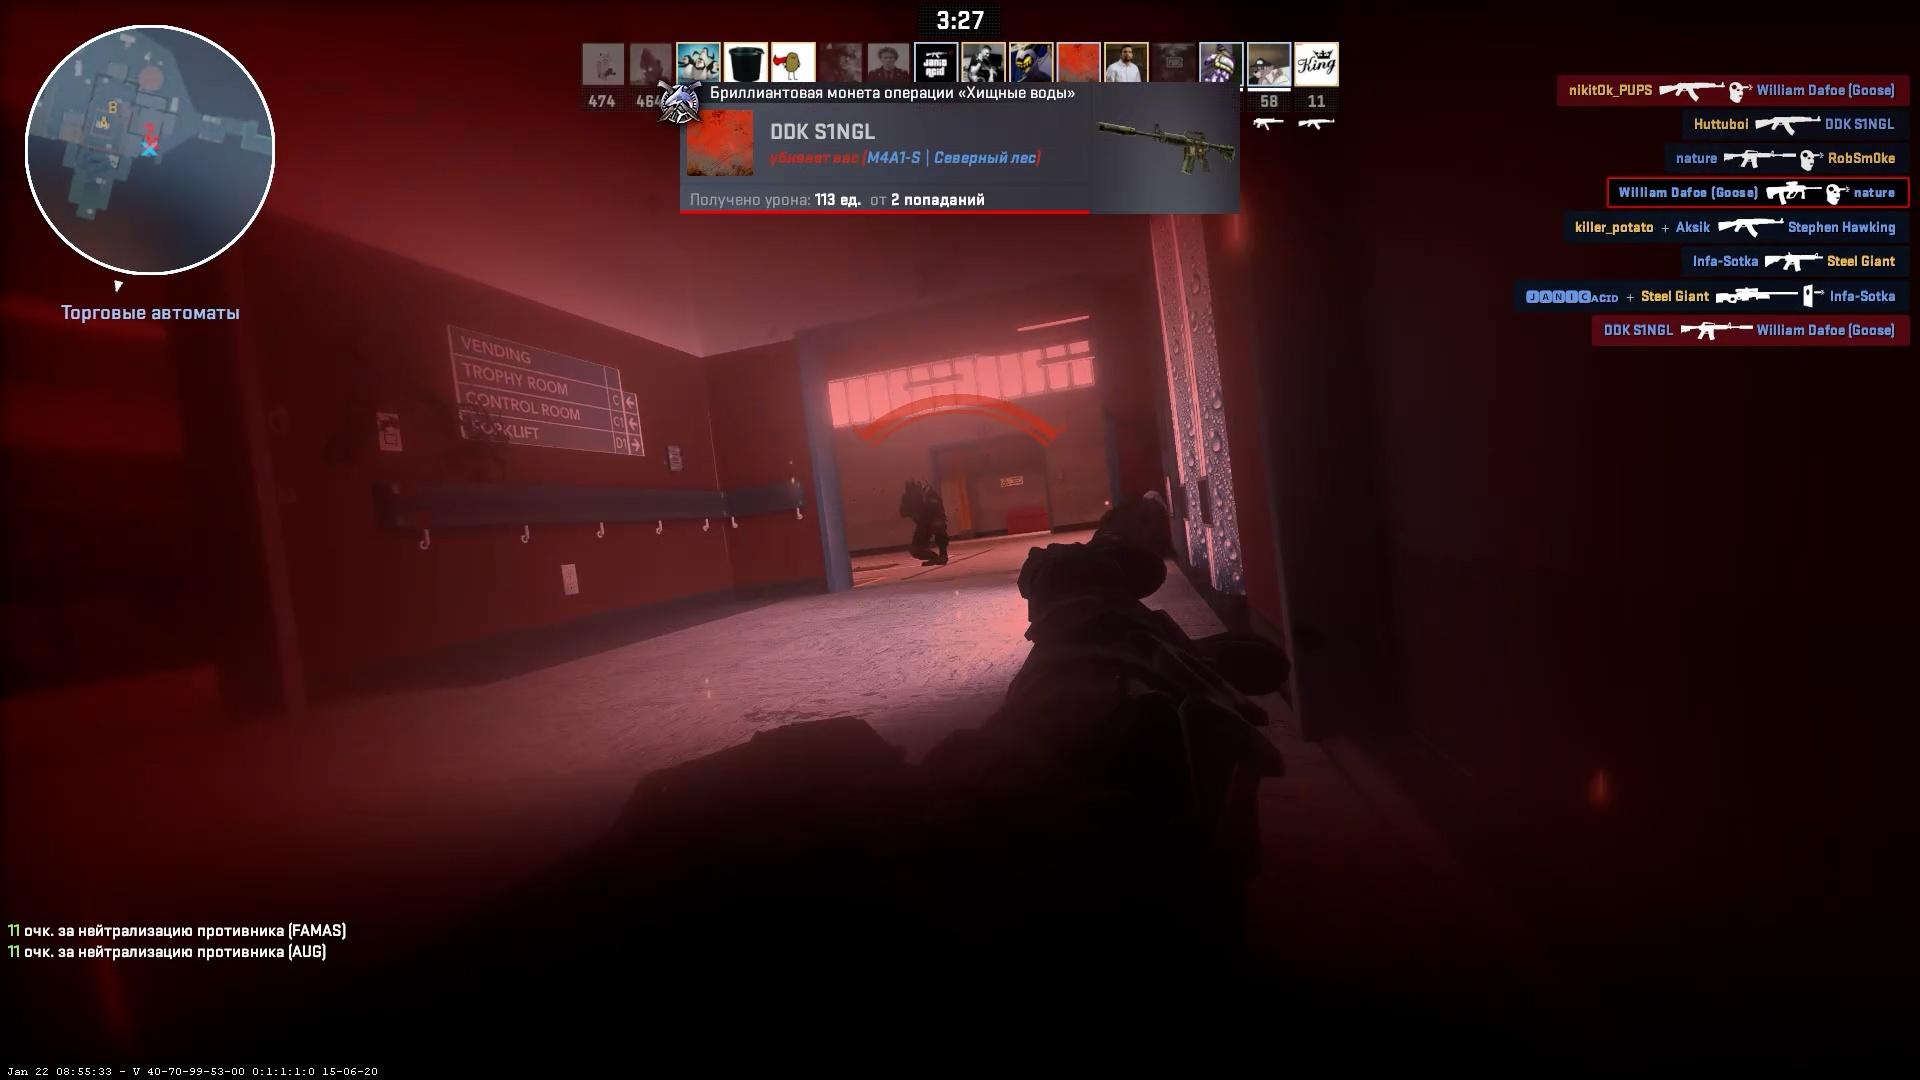 3:27
Janic
Acid
King
474
464
58
11
Бриллиантовая монета операции «Хищные воды»
DDK S1NGL
убивает вас (M4A1-S | Северный лес)
Получено урона: 113 ед. от 2 попаданий
B
A
Торговые автоматы
nikitOk_PUPS William Dafoe (Goose)
Huttuboi DDK S1NGL
nature RobSmOke
William Dafoe (Goose) nature
killer_potato + Aksik Stephen Hawking
Infa-Sotka Steel Giant
JANICACID + Steel Giant Infa-Sotka
DDK S1NGL William Dafoe (Goose)
VENDING
TROPHY ROOM C
CONTROL ROOM C1
FORKLIFT D1
11 очк. за нейтрализацию противника (FAMAS)
11 очк. за нейтрализацию противника (AUG)
Jan 22 08:55:33 - V 40-70-99-53-00 0:1:1:1:0 15-06-20